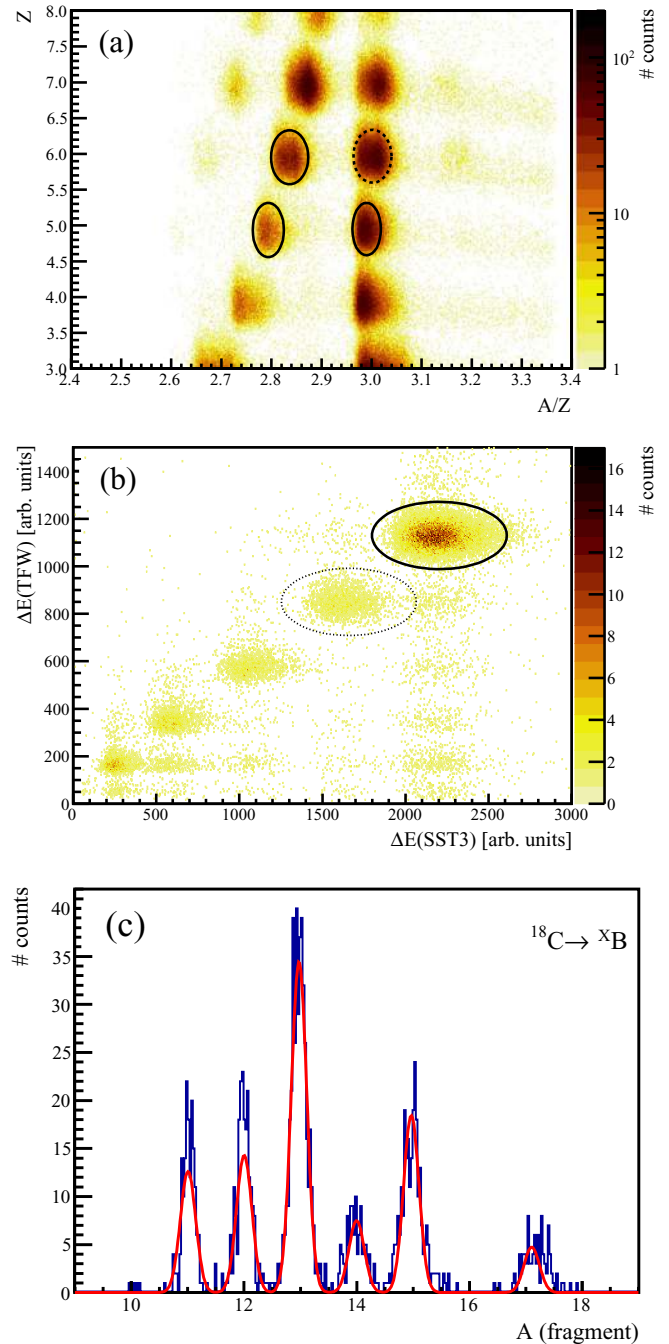 (a)
Z
8.0
7.5
7.0
6.5
6.0
5.5
5.0
4.5
4.0
3.5
3.0
2.4 2.5 2.6 2.7 2.8 2.9 3.0 3.1 3.2 3.3 3.4
A/Z
# counts
10²
10
1
(b)
ΔE(TFW) [arb. units]
1400
1200
1000
800
600
400
200
0
0 500 1000 1500 2000 2500 3000
ΔE(SST3) [arb. units]
# counts
16
14
12
10
8
6
4
2
0
(c)
¹⁸C→ ˣB
# counts
40
35
30
25
20
15
10
5
0
10 12 14 16 18
A (fragment)